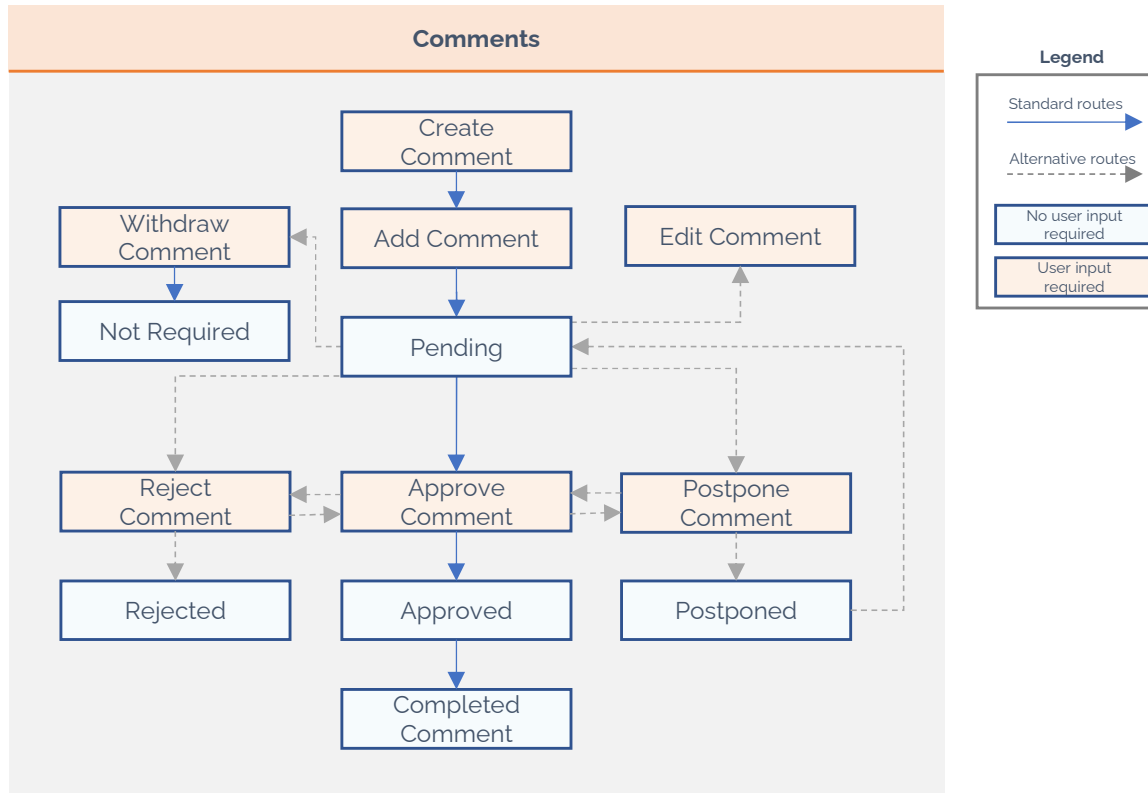 Comments
Legend
Standard routes
Alternative routes
No user input
required
User input
required
Create
Comment
Withdraw
Comment
Add Comment
Edit Comment
Not Required
Pending
Reject
Comment
Approve
Comment
Postpone
Comment
Rejected
Approved
Postponed
Completed
Comment